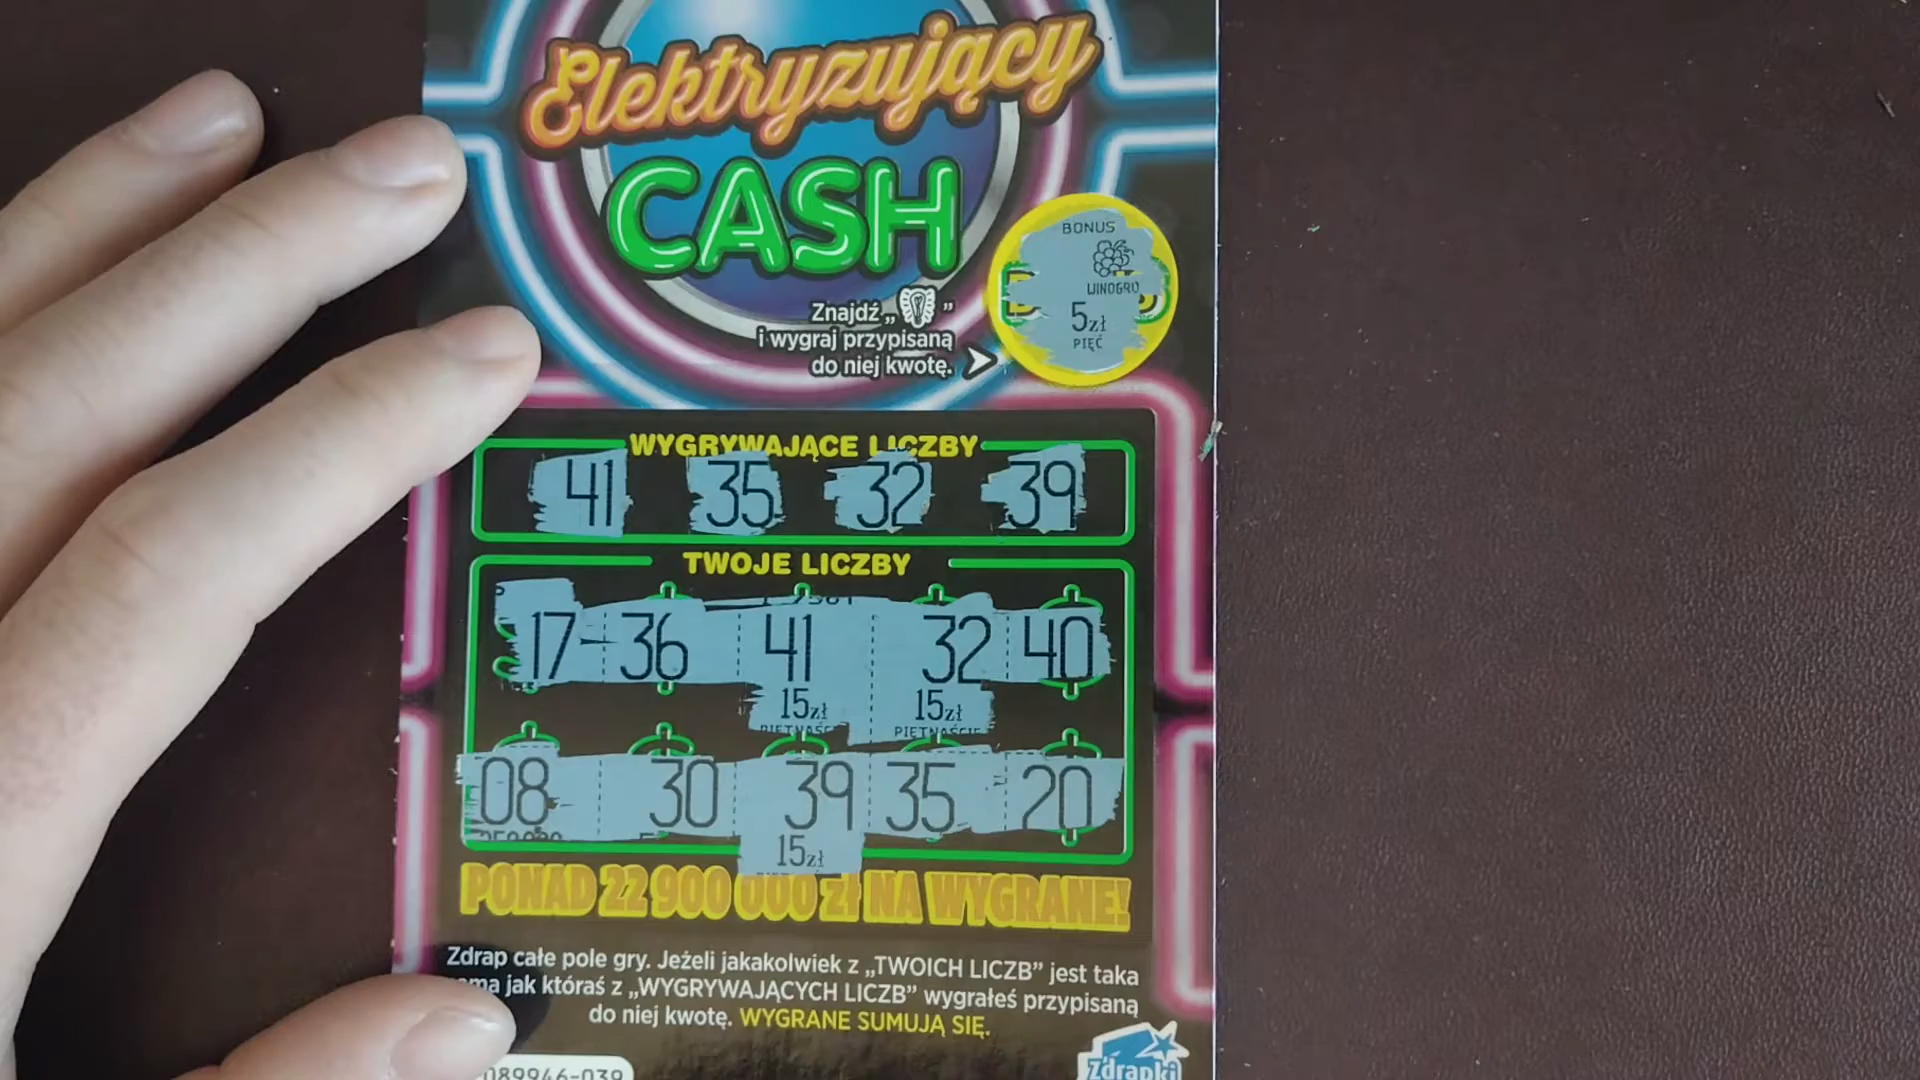 Elektryzujący
CASH
BONUS
WINOGRO
5zł
PIĘĆ
Znajdź „ ”
i wygraj przypisaną
do niej kwotę.
WYGRYWAJĄCE LICZBY
41 35 32 39
TWOJE LICZBY
17 36 41 32 40
15zł 15zł
PIĘTNAŚCIE
08 30 39 35 20
15zł
PONAD 22 900 000 zł NA WYGRANE!
Zdrap całe pole gry. Jeżeli jakakolwiek z „TWOICH LICZB” jest taka
jak któraś z „WYGRYWAJĄCYCH LICZB” wygrałeś przypisaną
do niej kwotę. WYGRANE SUMUJĄ SIĘ.
Zdrapki
089946-039